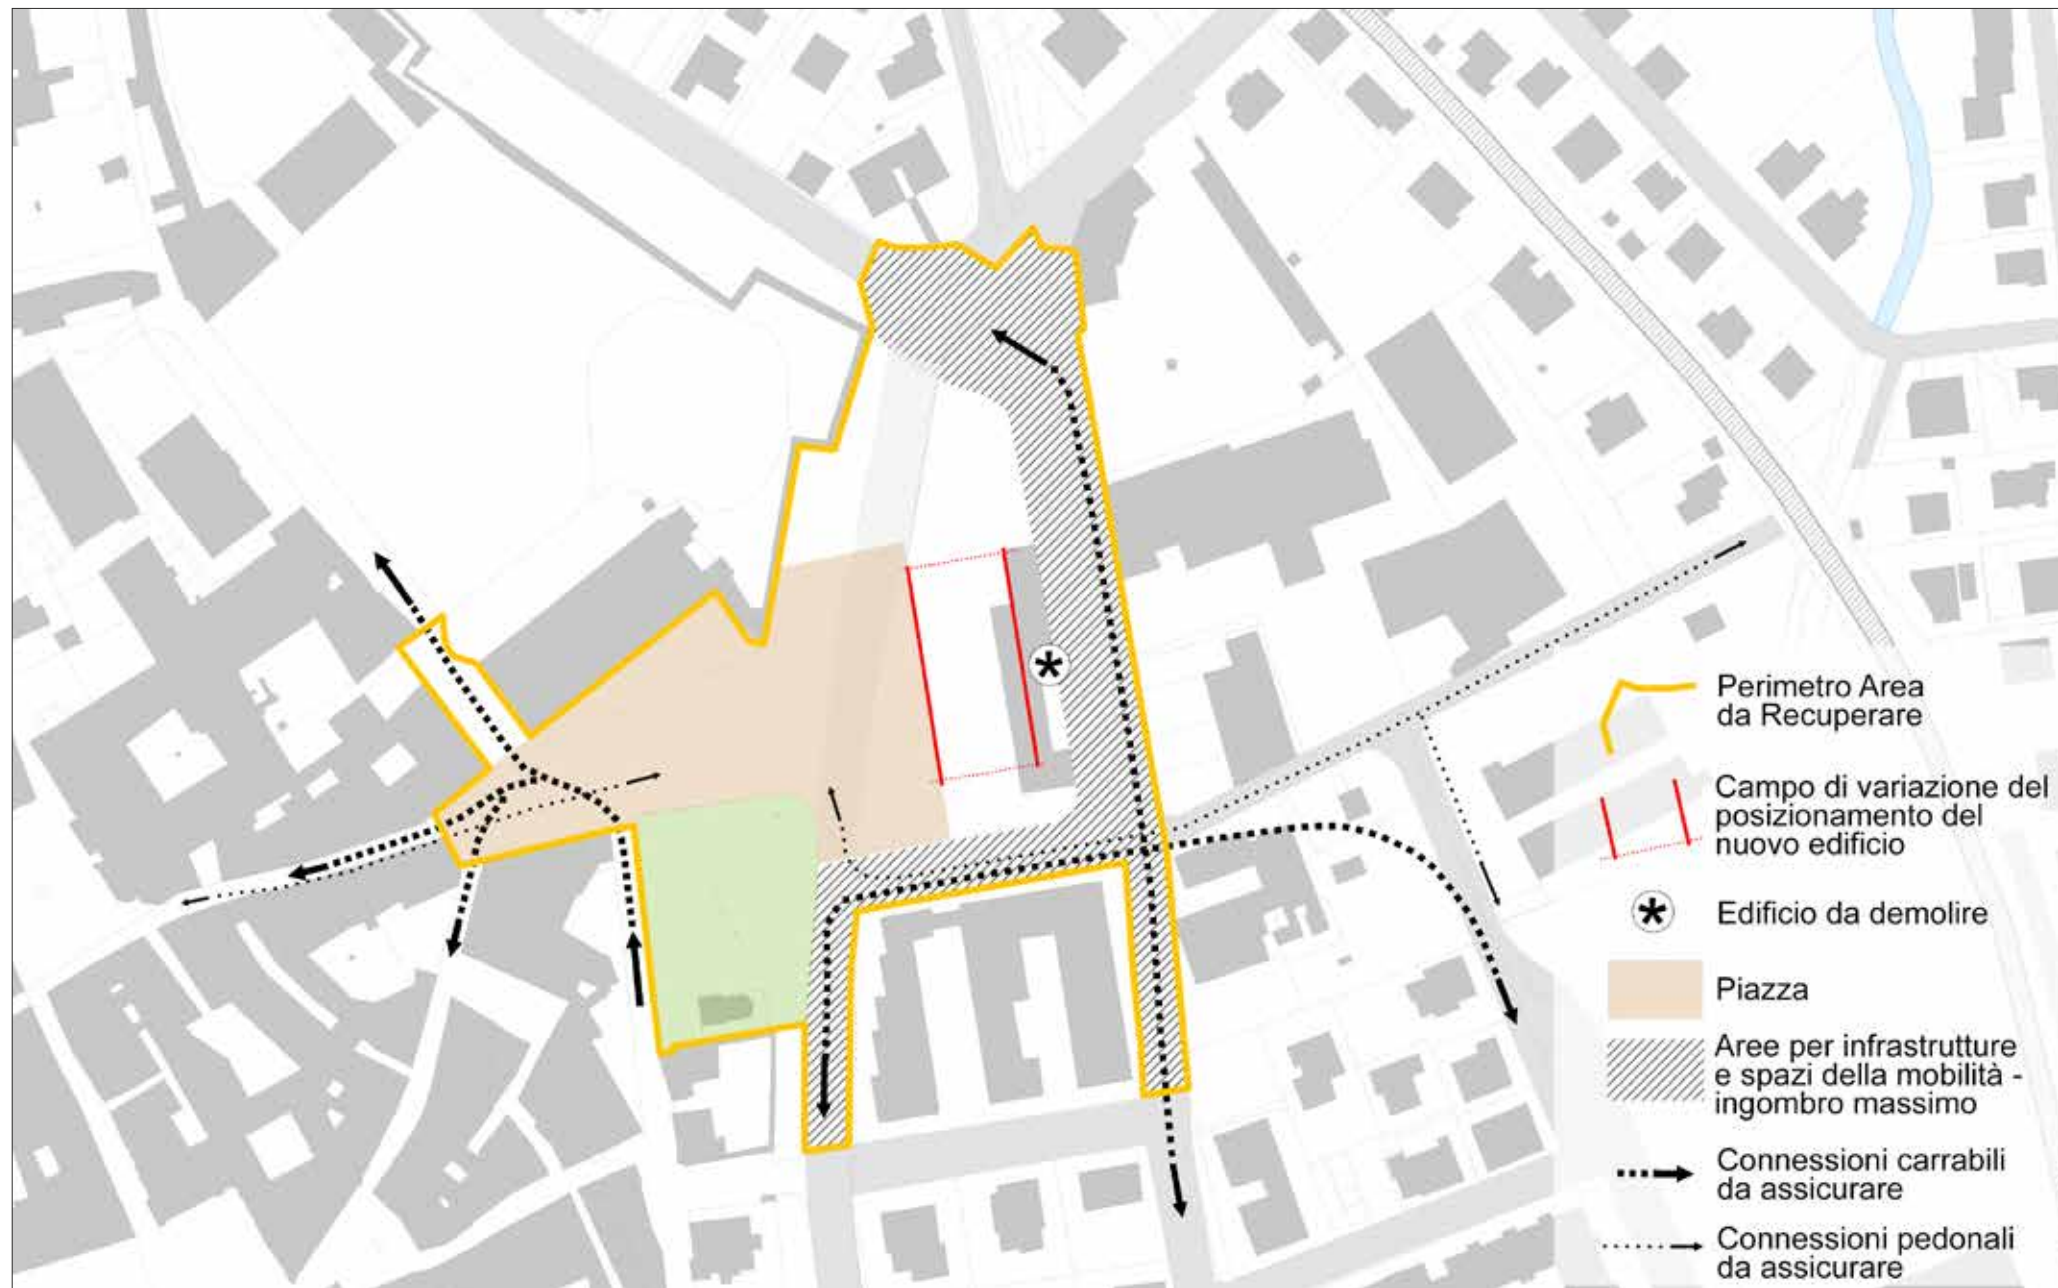 Perimetro Area
da Recuperare
Campo di variazione del
posizionamento del
nuovo edificio
*
*
Edificio da demolire
Piazza
Aree per infrastrutture
e spazi della mobilità -
ingombro massimo
Connessioni carrabili
da assicurare
Connessioni pedonali
da assicurare